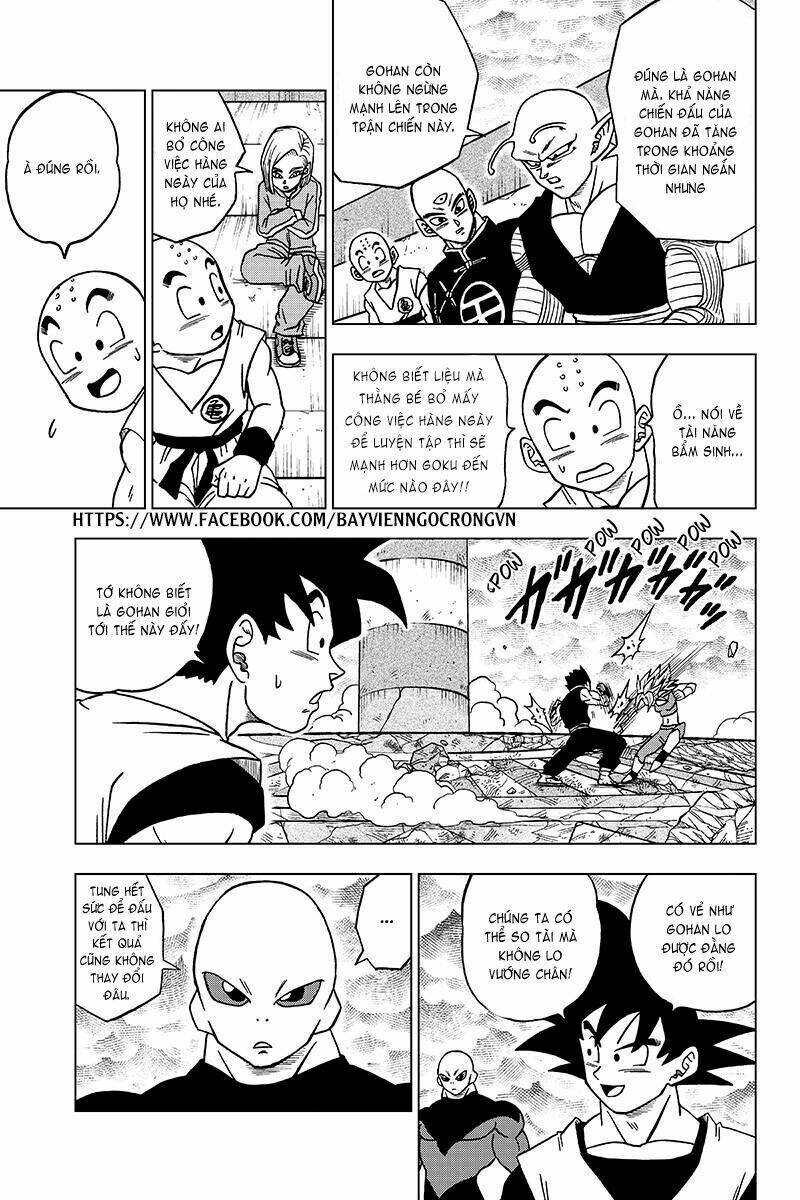 ĐÚNG LÀ GOHAN
MÀ. KHẢ NĂNG
CHIẾN ĐẤU CỦA
GOHAN ĐÃ TĂNG
TRONG KHOẢNG
THỜI GIAN NGẮN
NHƯNG
GOHAN CÒN
KHÔNG NGỪNG
MẠNH LÊN TRONG
TRẬN CHIẾN NÀY.
Ồ... NÓI VỀ
TÀI NĂNG
BẨM SINH...
KHÔNG BIẾT LIỆU MÀ
THẰNG BÉ BỎ MẤY
CÔNG VIỆC HÀNG NGÀY
ĐỂ LUYỆN TẬP THÌ SẼ
MẠNH HƠN GOKU ĐẾN
MỨC NÀO ĐÂY!!
KHÔNG AI
BỎ CÔNG
VIỆC HÀNG
NGÀY CỦA
HỌ NHÉ.
亀
À ĐÚNG RỒI.
HTTPS://WWW.FACEBOOK.COM/BAYVIENNGOCRONGVN
POW
POW
POW
POW
POW
ガガガガガ
TỚ KHÔNG BIẾT
LÀ GOHAN GIỎI
TỚI THẾ NÀY ĐẤY!
CÓ VẺ NHƯ
GOHAN LO
ĐƯỢC ĐẰNG
ĐÓ RỒI!
CHÚNG TA CÓ
THỂ SO TÀI MÀ
KHÔNG LO
VƯỚNG CHÂN!
...
TUNG HẾT
SỨC ĐỂ ĐẤU
VỚI TA THÌ
KẾT QUẢ
CŨNG KHÔNG
THAY ĐỔI
ĐÂU.